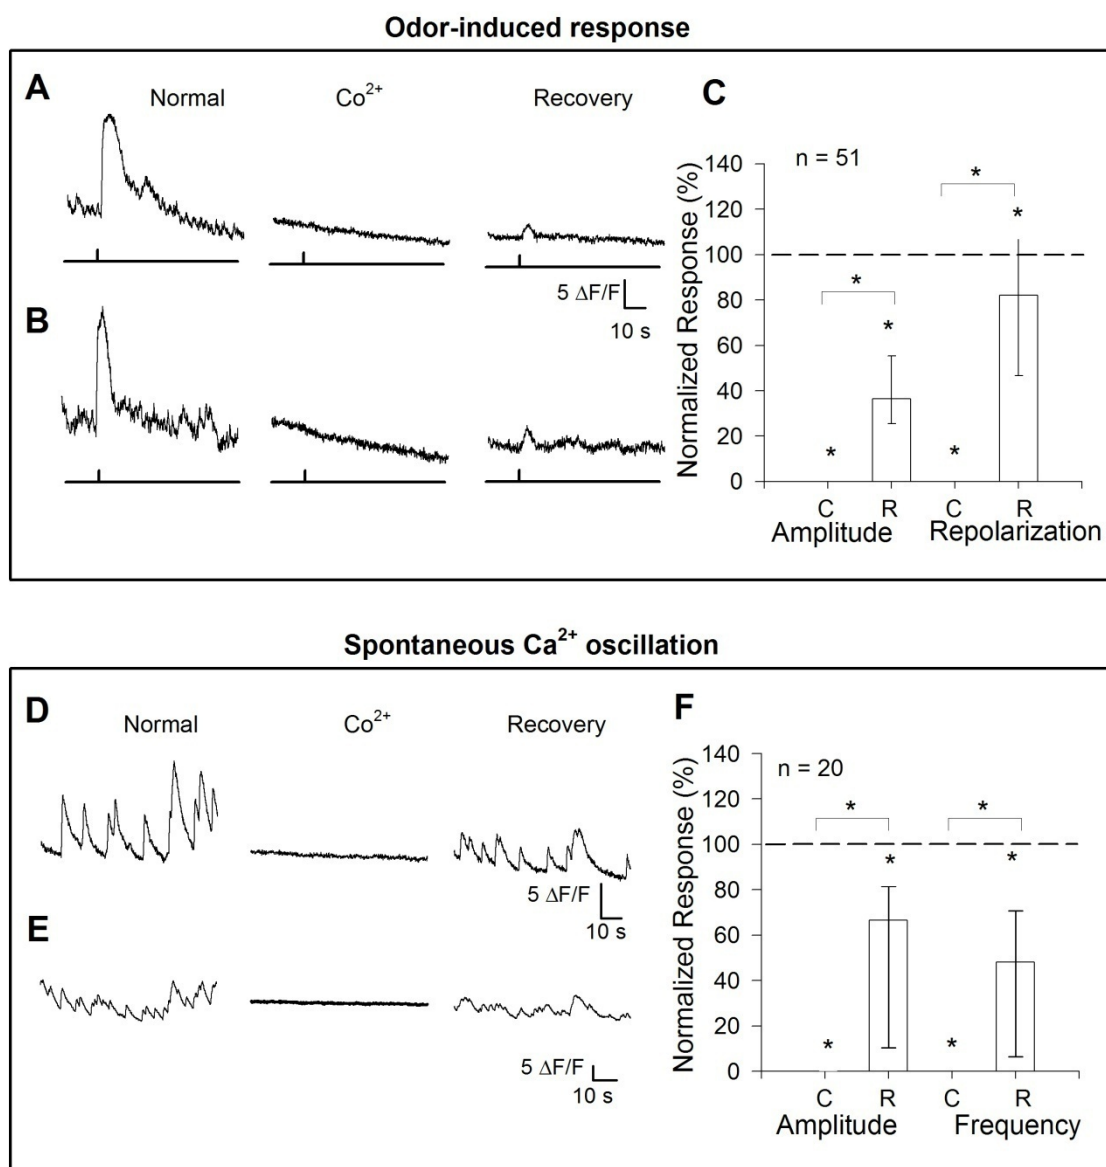 Odor-induced response
A
Normal
Co²⁺
Recovery
5 ΔF/F
10 s
B
C
n = 51
Normalized Response (%)
140
120
100
80
60
40
20
0
*
*
*
*
*
*
C R C R
Amplitude Repolarization
Spontaneous Ca²⁺ oscillation
D
Normal
Co²⁺
Recovery
5 ΔF/F
10 s
E
5 ΔF/F
10 s
F
n = 20
Normalized Response (%)
140
120
100
80
60
40
20
0
* *
* *
* *
C R C R
Amplitude Frequency